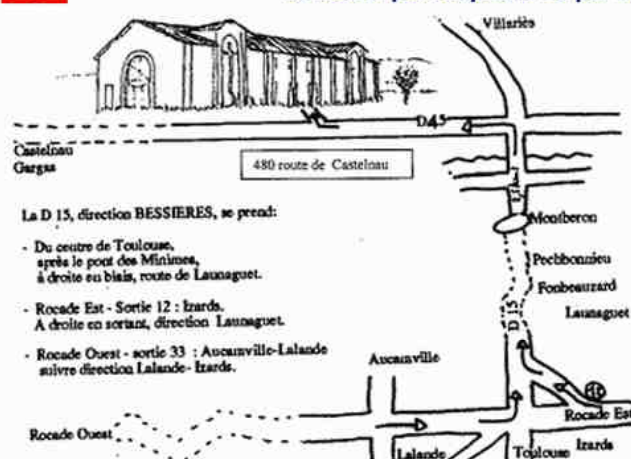 Villariès
D45
Castelnau
Gargas
480 route de Castelnau
La D 15, direction BESSIERES, se prend:
- Du centre de Toulouse,
après le pont des Minimes,
à droite en biais, route de Launaguet.
- Rocade Est - Sortie 12 : Izards.
A droite en sortant, direction Launaguet.
- Rocade Ouest - sortie 33 : Aucamville-Lalande
suivre direction Lalande- Izards.
Montberon
Pechbonnieu
Fonbeauzard
Launaguet
D 15
Aucamville
Rocade Est
Rocade Ouest
Lalande
Toulouse
Izards